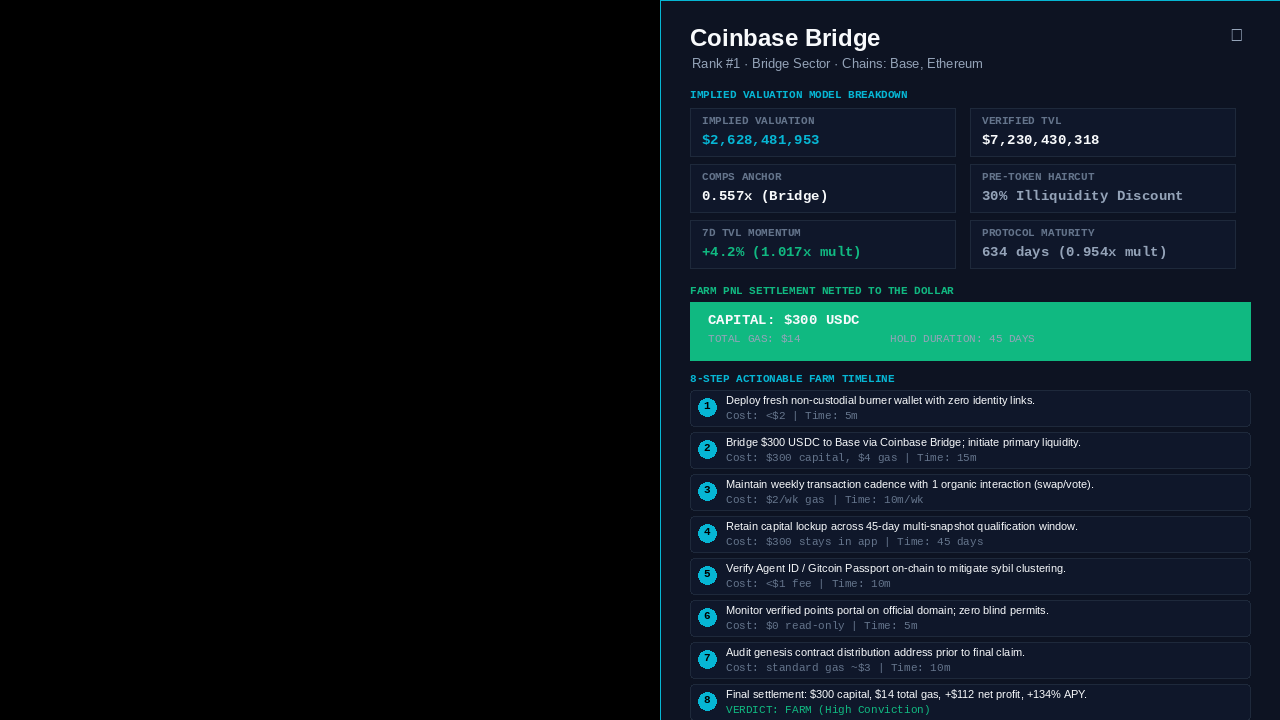 Coinbase Bridge
Rank #1 · Bridge Sector · Chains: Base, Ethereum
IMPLIED VALUATION MODEL BREAKDOWN
IMPLIED VALUATION
$2,628,481,953
VERIFIED TVL
$7,230,430,318
COMPS ANCHOR
0.557x (Bridge)
PRE-TOKEN HAIRCUT
30% Illiquidity Discount
7D TVL MOMENTUM
+4.2% (1.017x mult)
PROTOCOL MATURITY
634 days (0.954x mult)
FARM PNL SETTLEMENT NETTED TO THE DOLLAR
CAPITAL: $300 USDC
TOTAL GAS: $14 HOLD DURATION: 45 DAYS
8-STEP ACTIONABLE FARM TIMELINE
1 Deploy fresh non-custodial burner wallet with zero identity links.
Cost: <$2 | Time: 5m
2 Bridge $300 USDC to Base via Coinbase Bridge; initiate primary liquidity.
Cost: $300 capital, $4 gas | Time: 15m
3 Maintain weekly transaction cadence with 1 organic interaction (swap/vote).
Cost: $2/wk gas | Time: 10m/wk
4 Retain capital lockup across 45-day multi-snapshot qualification window.
Cost: $300 stays in app | Time: 45 days
5 Verify Agent ID / Gitcoin Passport on-chain to mitigate sybil clustering.
Cost: <$1 fee | Time: 10m
6 Monitor verified points portal on official domain; zero blind permits.
Cost: $0 read-only | Time: 5m
7 Audit genesis contract distribution address prior to final claim.
Cost: standard gas ~$3 | Time: 10m
8 Final settlement: $300 capital, $14 total gas, +$112 net profit, +134% APY.
VERDICT: FARM (High Conviction)